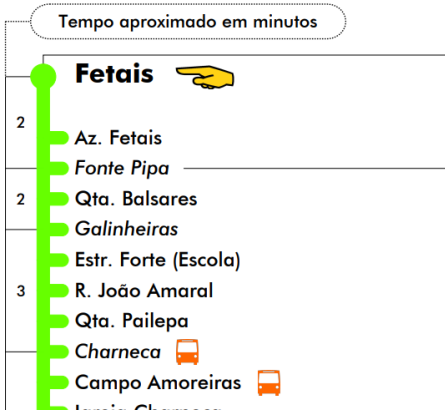 Tempo aproximado em minutos
Fetais
2
Az. Fetais
Fonte Pipa
2
Qta. Balsares
Galinheiras
Estr. Forte (Escola)
3
R. João Amaral
Qta. Pailepa
Charneca
Campo Amoreiras